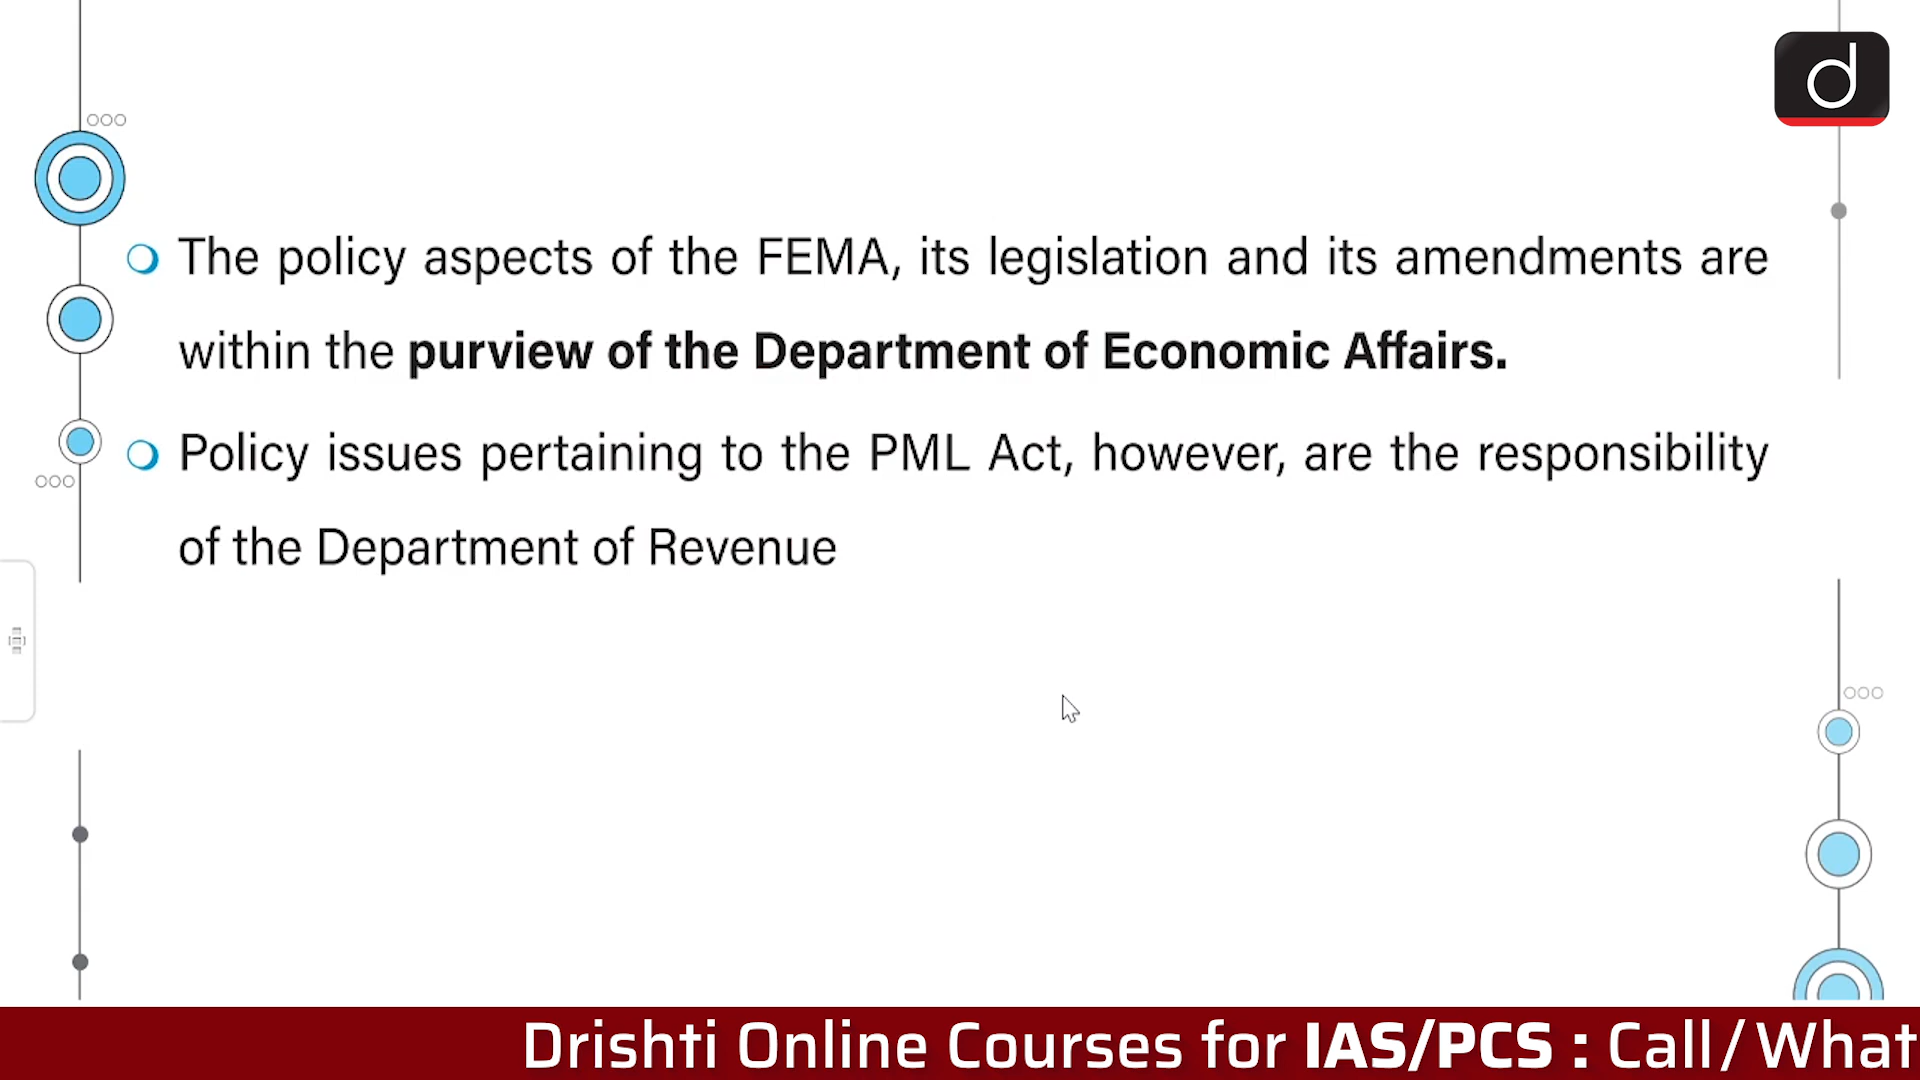 d
The policy aspects of the FEMA, its legislation and its amendments are
within the purview of the Department of Economic Affairs.
Policy issues pertaining to the PML Act, however, are the responsibility
of the Department of Revenue
Drishti Online Courses for IAS/PCS : Call/What